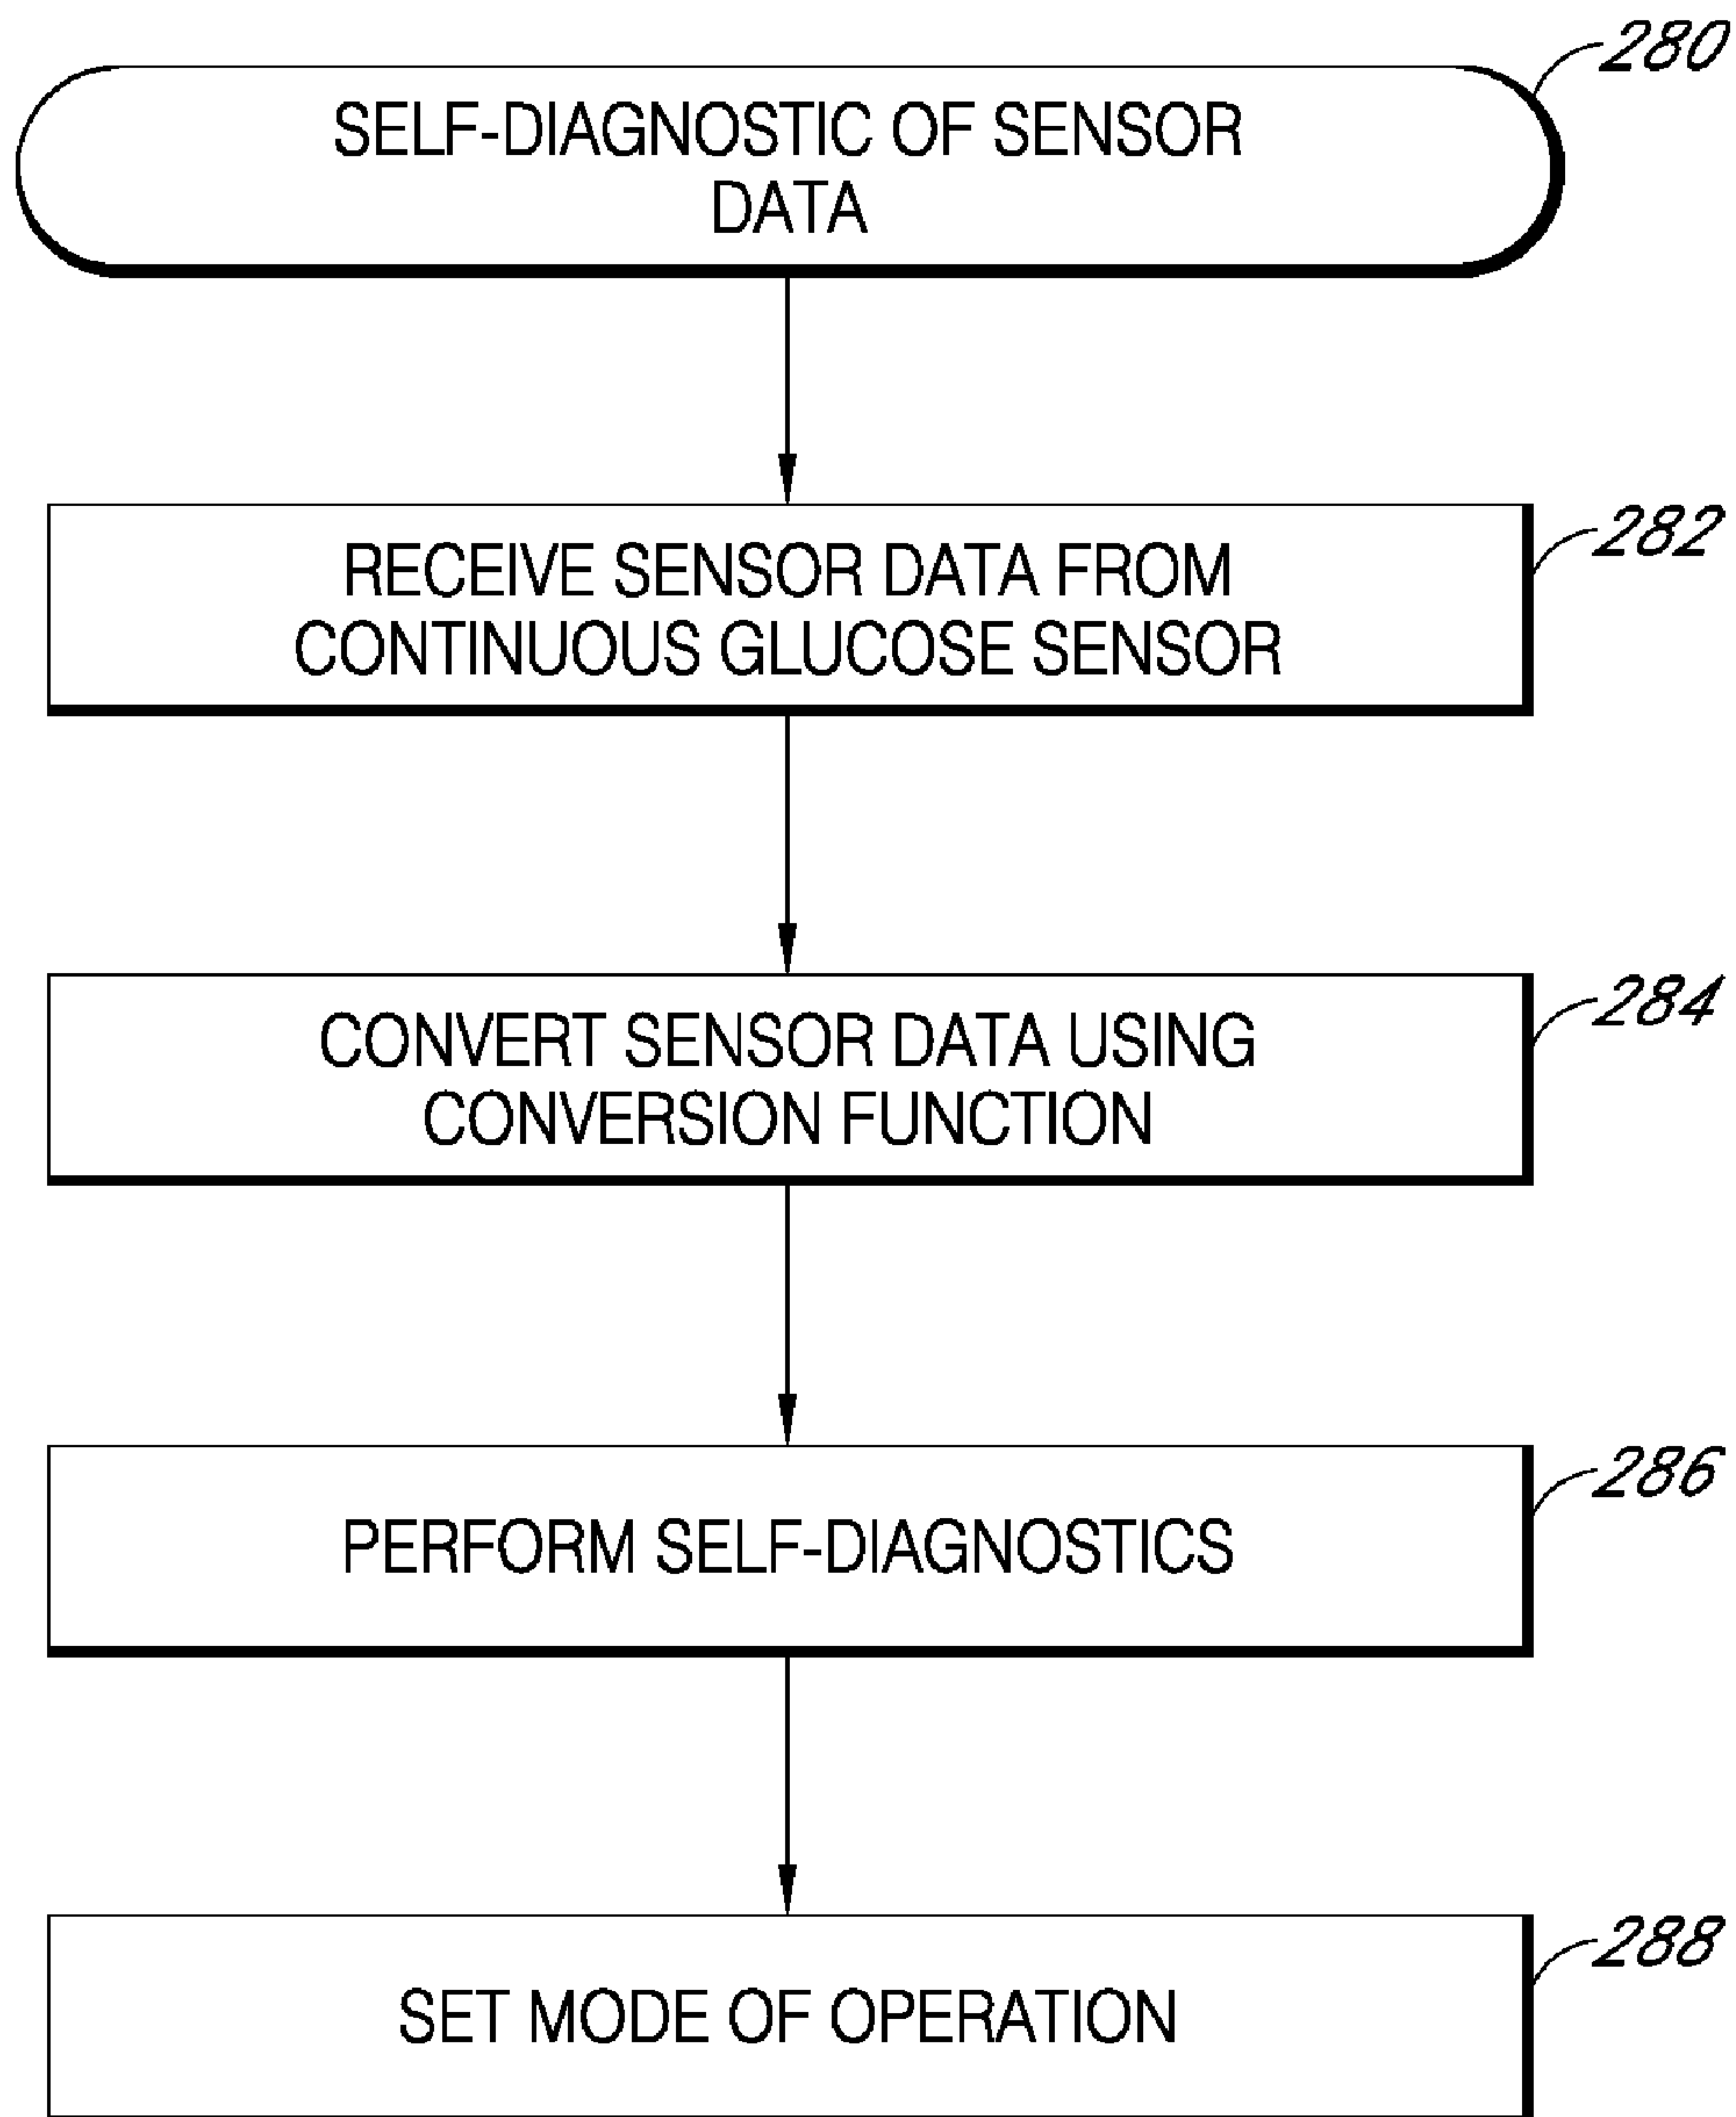 280
SELF-DIAGNOSTIC OF SENSOR
DATA
282
RECEIVE SENSOR DATA FROM
CONTINUOUS GLUCOSE SENSOR
284
CONVERT SENSOR DATA USING
CONVERSION FUNCTION
286
PERFORM SELF-DIAGNOSTICS
288
SET MODE OF OPERATION